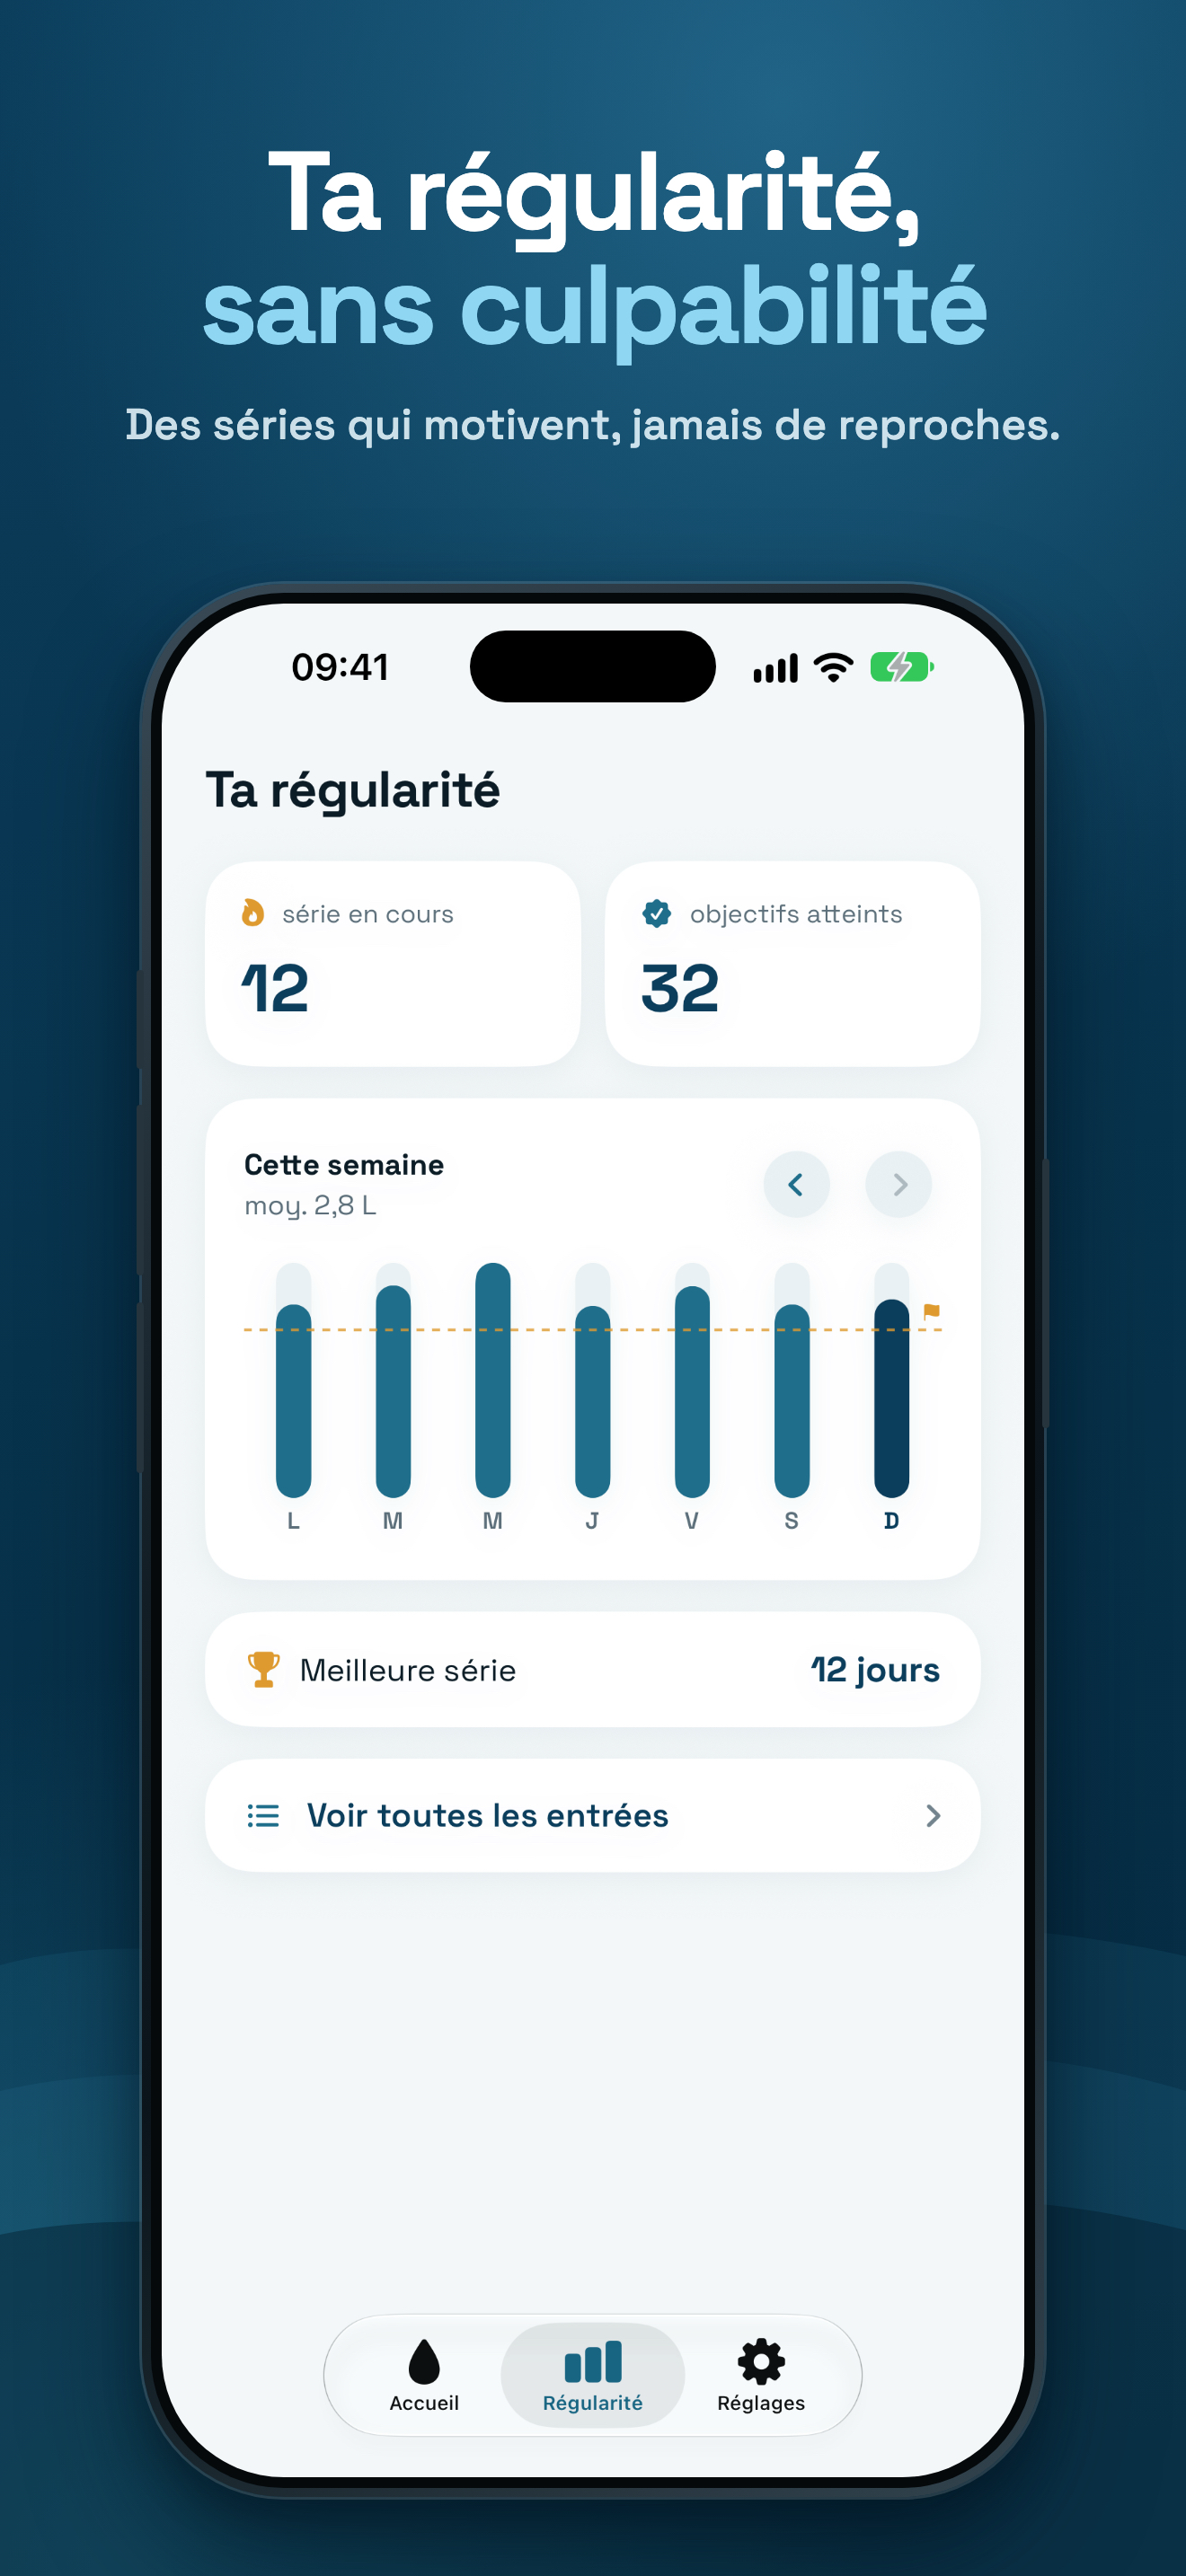 Ta régularité,
sans culpabilité
Des séries qui motivent, jamais de reproches.
09:41
Ta régularité
série en cours
12
objectifs atteints
32
Cette semaine
moy. 2,8 L
L M M J V S D
Meilleure série
12 jours
Voir toutes les entrées
Accueil
Régularité
Réglages